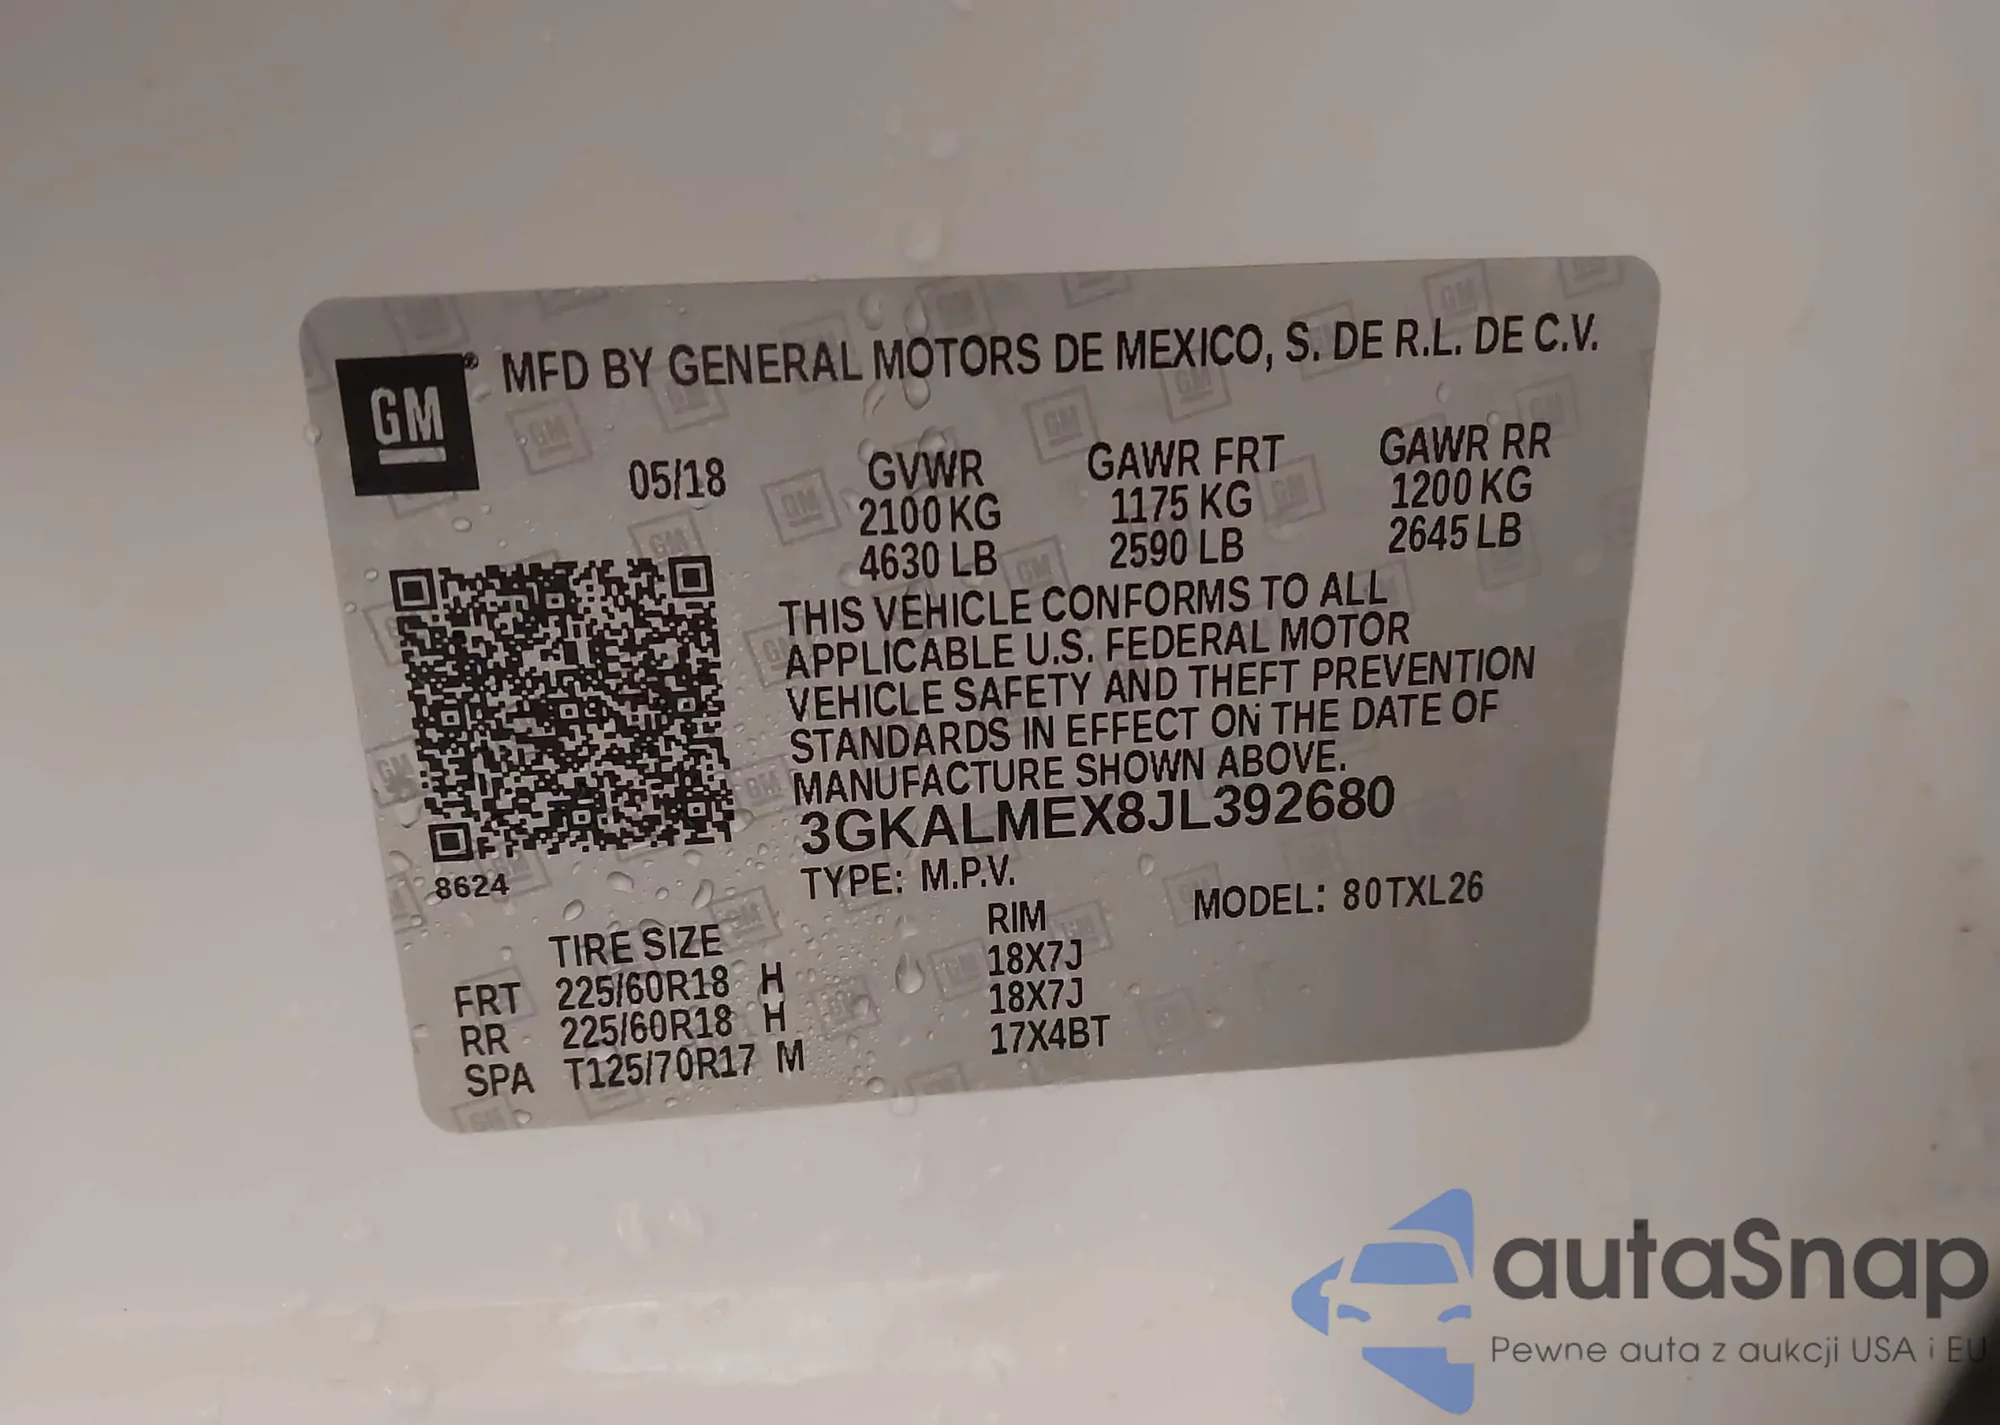 GM ® MFD BY GENERAL MOTORS DE MEXICO, S. DE R.L. DE C.V.
05/18 GVWR GAWR FRT GAWR RR
2100 KG 1175 KG 1200 KG
4630 LB 2590 LB 2645 LB
THIS VEHICLE CONFORMS TO ALL
APPLICABLE U.S. FEDERAL MOTOR
VEHICLE SAFETY AND THEFT PREVENTION
STANDARDS IN EFFECT ON THE DATE OF
MANUFACTURE SHOWN ABOVE.
3GKALMEX8JL392680
8624
TYPE: M.P.V. MODEL: 80TXL26
TIRE SIZE RIM
FRT 225/60R18 H 18X7J
RR 225/60R18 H 18X7J
SPA T125/70R17 M 17X4BT
autaSnap
Pewne auta z aukcji USA i EU